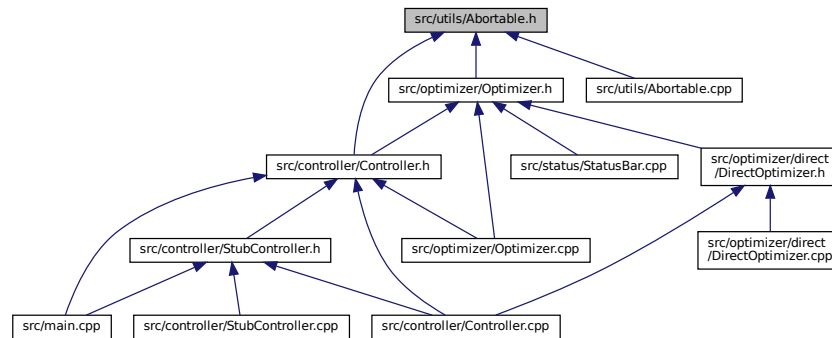 src/utils/Abortable.h
src/optimizer/Optimizer.h
src/utils/Abortable.cpp
src/controller/Controller.h
src/status/StatusBar.cpp
src/optimizer/direct
/DirectOptimizer.h
src/controller/StubController.h
src/optimizer/Optimizer.cpp
src/optimizer/direct
/DirectOptimizer.cpp
src/main.cpp
src/controller/StubController.cpp
src/controller/Controller.cpp